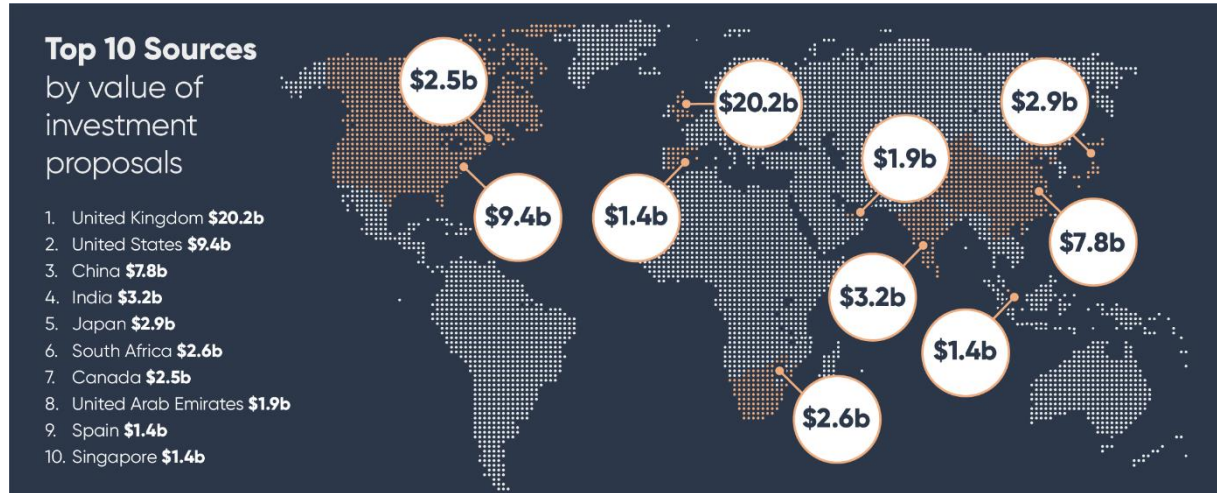 Top 10 Sources
by value of
investment
proposals
1. United Kingdom $20.2b
2. United States $9.4b
3. China $7.8b
4. India $3.2b
5. Japan $2.9b
6. South Africa $2.6b
7. Canada $2.5b
8. United Arab Emirates $1.9b
9. Spain $1.4b
10. Singapore $1.4b
$2.5b
$20.2b
$2.9b
$1.9b
$9.4b
$1.4b
$7.8b
$3.2b
$1.4b
$2.6b